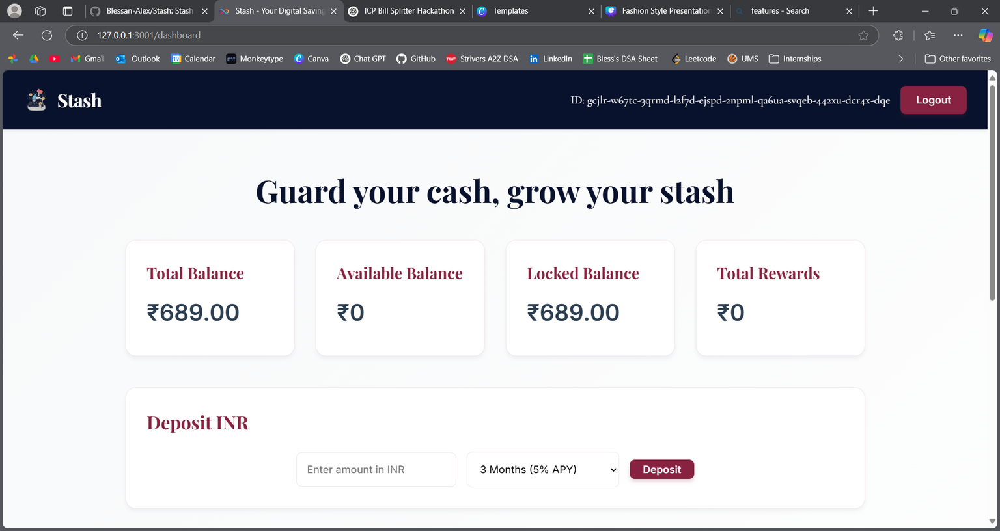 Blessan-Alex/Stash: Stash
Stash - Your Digital Saving
ICP Bill Splitter Hackathon
Templates
Fashion Style Presentation
features - Search
127.0.0.1:3001/dashboard
Gmail
Outlook
19
Calendar
mt
Monkeytype
Canva
Chat GPT
GitHub
TUF
Strivers A2Z DSA
in
LinkedIn
Bless's DSA Sheet
Leetcode
UMS
Internships
Other favorites
Stash
ID: gcjlr-w67tc-3qrmd-l2f7d-ejspd-2npml-qa6ua-svqeb-442xu-dcr4x-dqe
Logout
Guard your cash, grow your stash
Total Balance
₹689.00
Available Balance
₹0
Locked Balance
₹689.00
Total Rewards
₹0
Deposit INR
Enter amount in INR
3 Months (5% APY)
Deposit